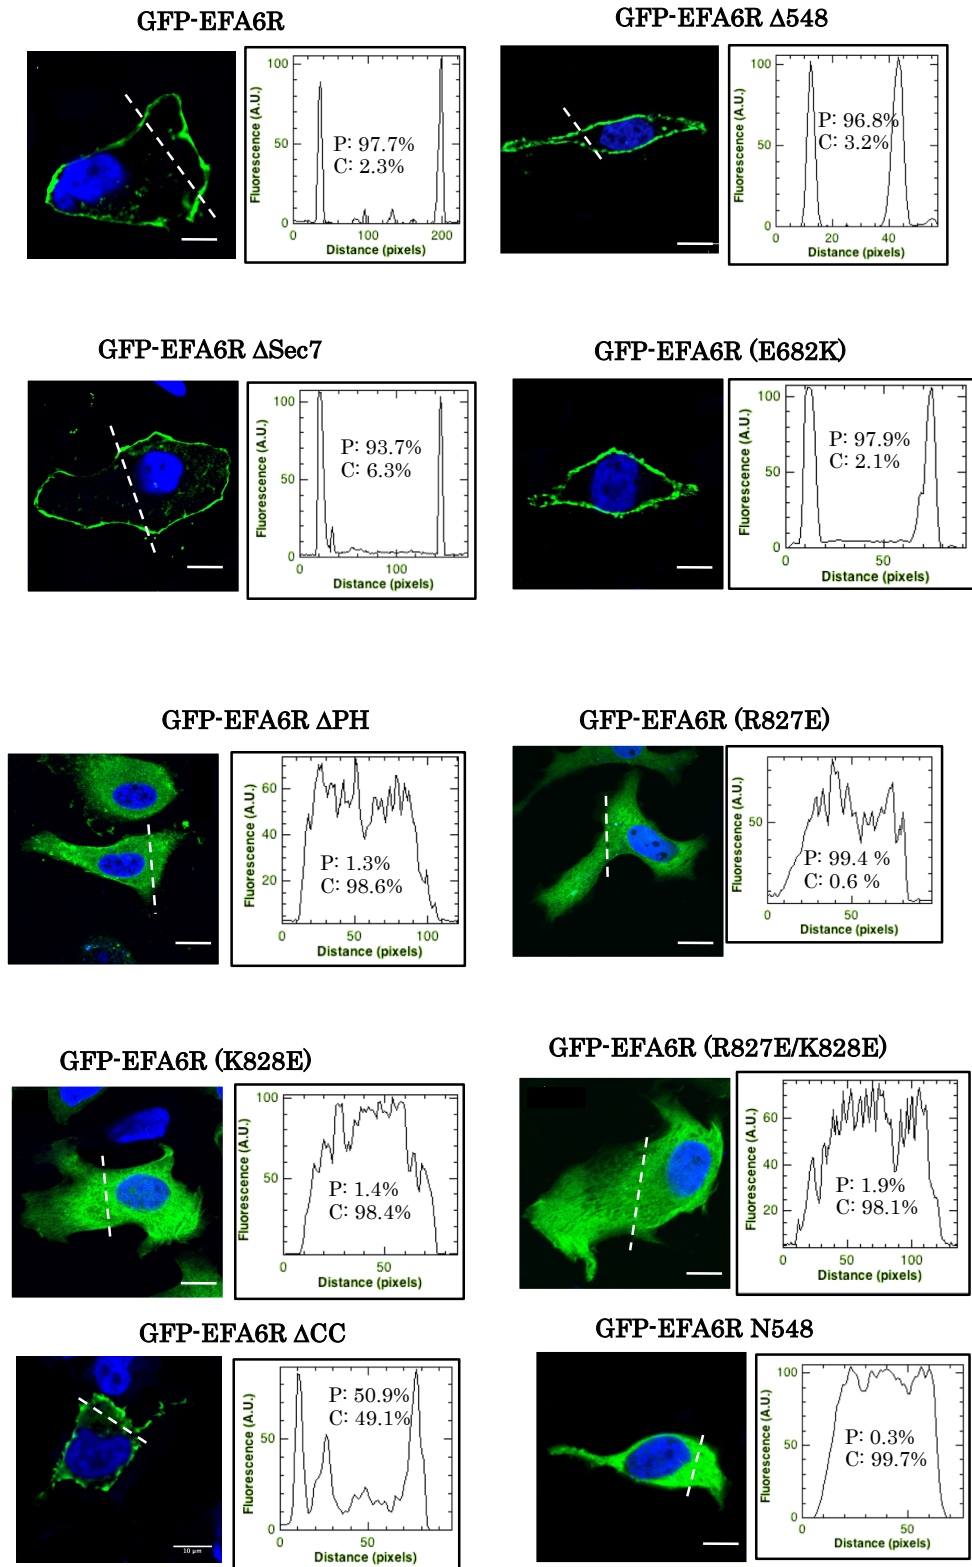 GFP-EFA6R
GFP-EFA6R Δ548
Fluorescence (A.U.)
100
50
0
P: 97.7%
C: 2.3%
0 100 200
Distance (pixels)
Fluorescence (A.U.)
100
50
0
P: 96.8%
C: 3.2%
0 20 40
Distance (pixels)
GFP-EFA6R ΔSec7
GFP-EFA6R (E682K)
Fluorescence (A.U.)
100
50
0
P: 93.7%
C: 6.3%
0 100
Distance (pixels)
Fluorescence (A.U.)
100
50
0
P: 97.9%
C: 2.1%
0 50
Distance (pixels)
GFP-EFA6R ΔPH
GFP-EFA6R (R827E)
Fluorescence (A.U.)
60
40
20
P: 1.3%
C: 98.6%
0 50 100
Distance (pixels)
Fluorescence (A.U.)
50
P: 99.4 %
C: 0.6 %
0 50
Distance (pixels)
GFP-EFA6R (K828E)
GFP-EFA6R (R827E/K828E)
Fluorescence (A.U.)
100
50
P: 1.4%
C: 98.4%
0 50
Distance (pixels)
Fluorescence (A.U.)
60
40
20
P: 1.9%
C: 98.1%
0 50 100
Distance (pixels)
GFP-EFA6R ΔCC
GFP-EFA6R N548
10 µm
Fluorescence (A.U.)
50
0
P: 50.9%
C: 49.1%
0 50
Distance (pixels)
Fluorescence (A.U.)
100
50
0
P: 0.3%
C: 99.7%
0 50
Distance (pixels)